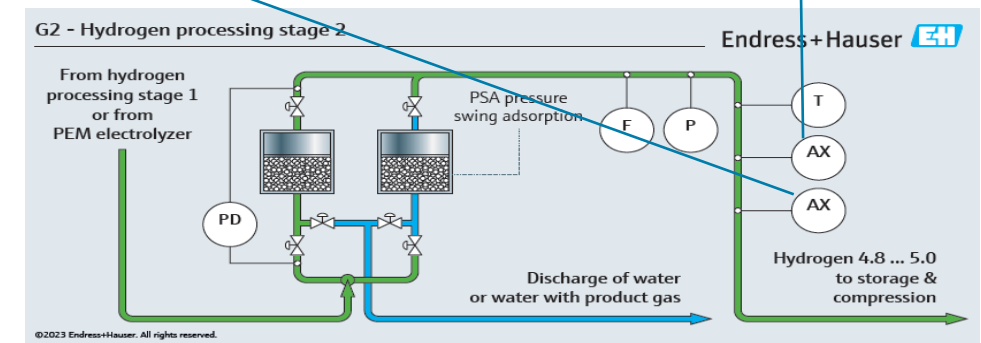 G2 - Hydrogen processing stage 2
Endress+Hauser EH
From hydrogen
processing stage 1
or from
PEM electrolyzer
PSA pressure
swing adsorption
F
P
T
AX
AX
PD
Hydrogen 4.8 ... 5.0
to storage &
compression
Discharge of water
or water with product gas
©2023 Endress+Hauser. All rights reserved.